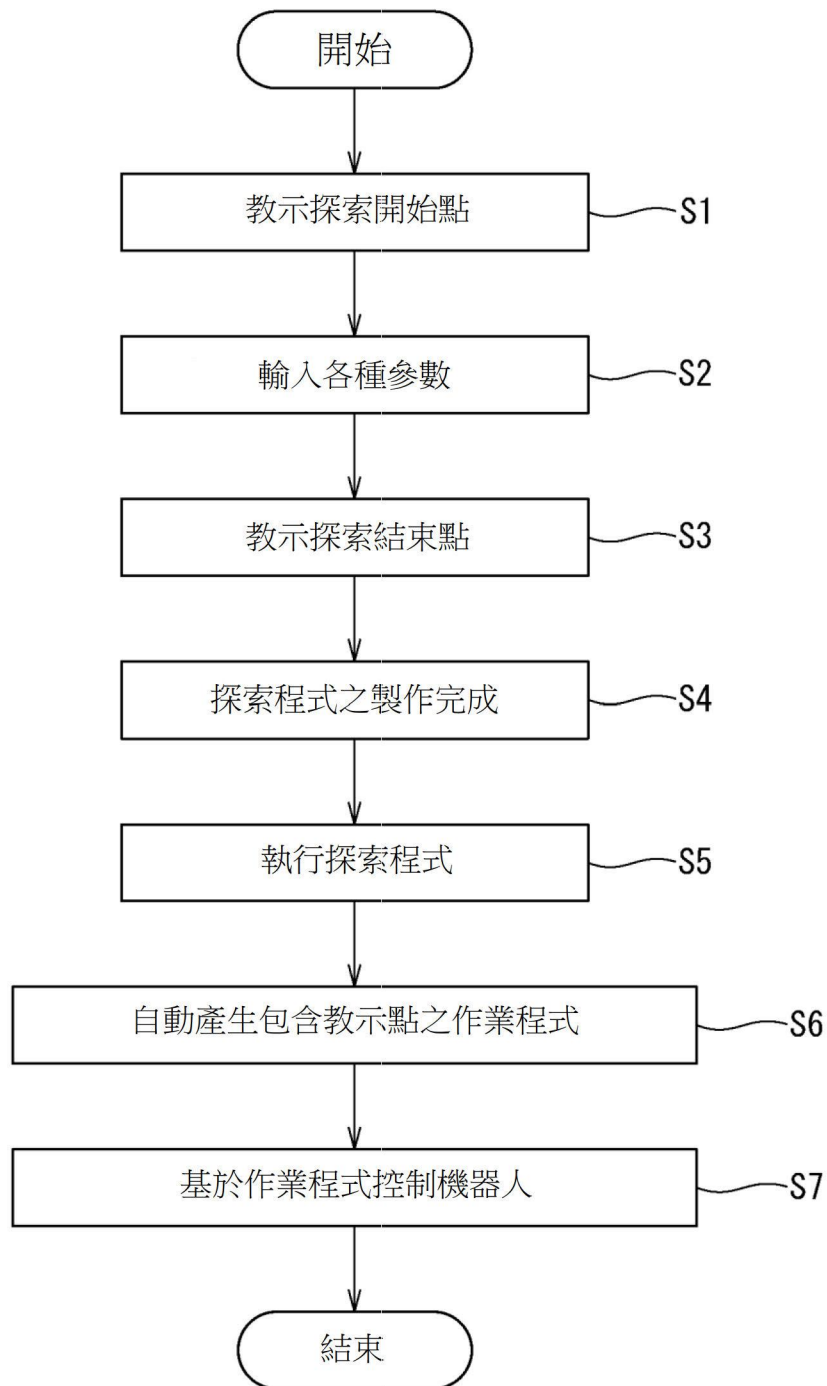 開始
教示探索開始點
S1
輸入各種參數
S2
教示探索結束點
S3
探索程式之製作完成
S4
執行探索程式
S5
自動產生包含教示點之作業程式
S6
基於作業程式控制機器人
S7
結束